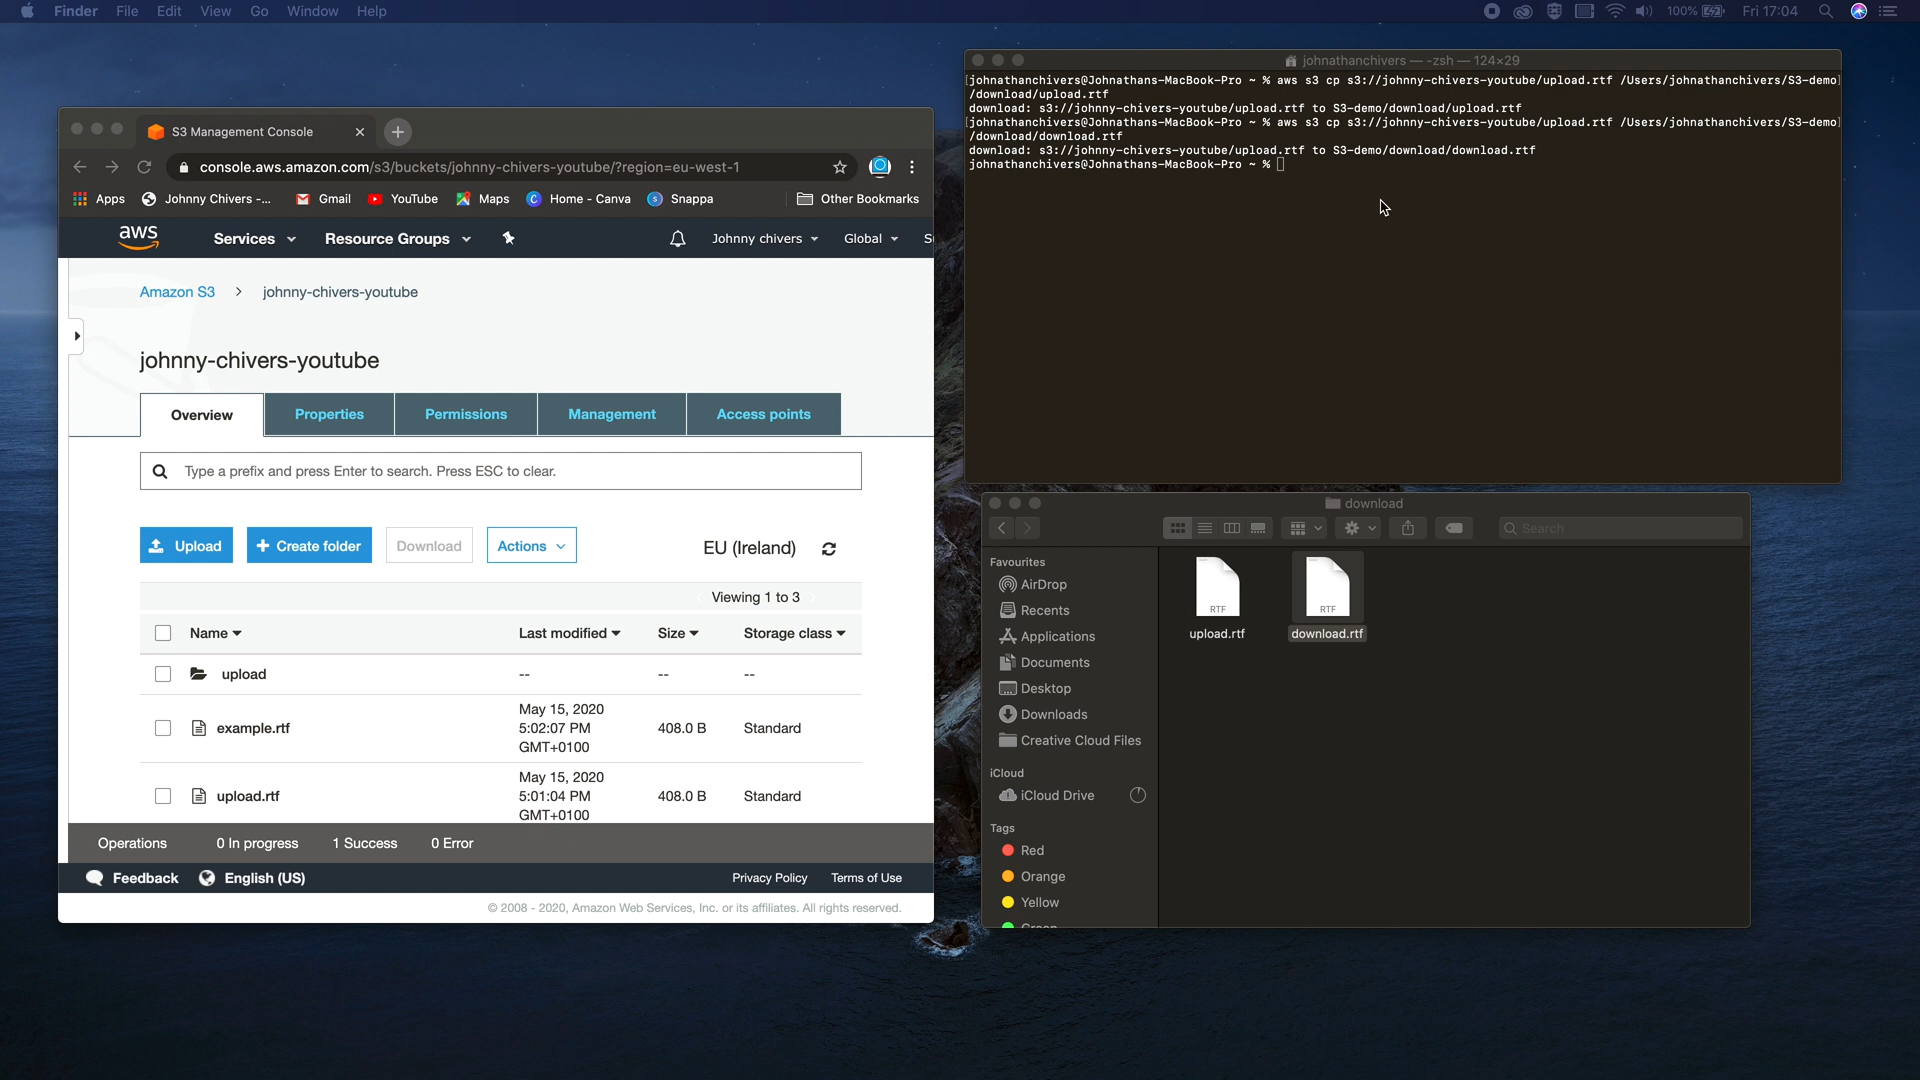 Finder File Edit View Go Window Help
100% Fri 17:04
S3 Management Console
console.aws.amazon.com/s3/buckets/johnny-chivers-youtube/?region=eu-west-1
Apps Johnny Chivers -... Gmail YouTube Maps Home - Canva Snappa Other Bookmarks
aws Services Resource Groups Johnny chivers Global
Amazon S3 > johnny-chivers-youtube
johnny-chivers-youtube
Overview Properties Permissions Management Access points
Type a prefix and press Enter to search. Press ESC to clear.
Upload + Create folder Download Actions EU (Ireland)
Viewing 1 to 3
Name Last modified Size Storage class
upload -- -- --
example.rtf May 15, 2020 5:02:07 PM GMT+0100 408.0 B Standard
upload.rtf May 15, 2020 5:01:04 PM GMT+0100 408.0 B Standard
Operations 0 In progress 1 Success 0 Error
Feedback English (US) Privacy Policy Terms of Use
© 2008 - 2020, Amazon Web Services, Inc. or its affiliates. All rights reserved.
johnathanchivers — -zsh — 124×29
[johnathanchivers@Johnathans-MacBook-Pro ~ % aws s3 cp s3://johnny-chivers-youtube/upload.rtf /Users/johnathanchivers/S3-demo]
/download/upload.rtf
download: s3://johnny-chivers-youtube/upload.rtf to S3-demo/download/upload.rtf
[johnathanchivers@Johnathans-MacBook-Pro ~ % aws s3 cp s3://johnny-chivers-youtube/upload.rtf /Users/johnathanchivers/S3-demo]
/download/download.rtf
download: s3://johnny-chivers-youtube/upload.rtf to S3-demo/download/download.rtf
johnathanchivers@Johnathans-MacBook-Pro ~ %
download
Search
Favourites
AirDrop
Recents
Applications
Documents
Desktop
Downloads
Creative Cloud Files
iCloud
iCloud Drive
Tags
Red
Orange
Yellow
RTF RTF
upload.rtf download.rtf